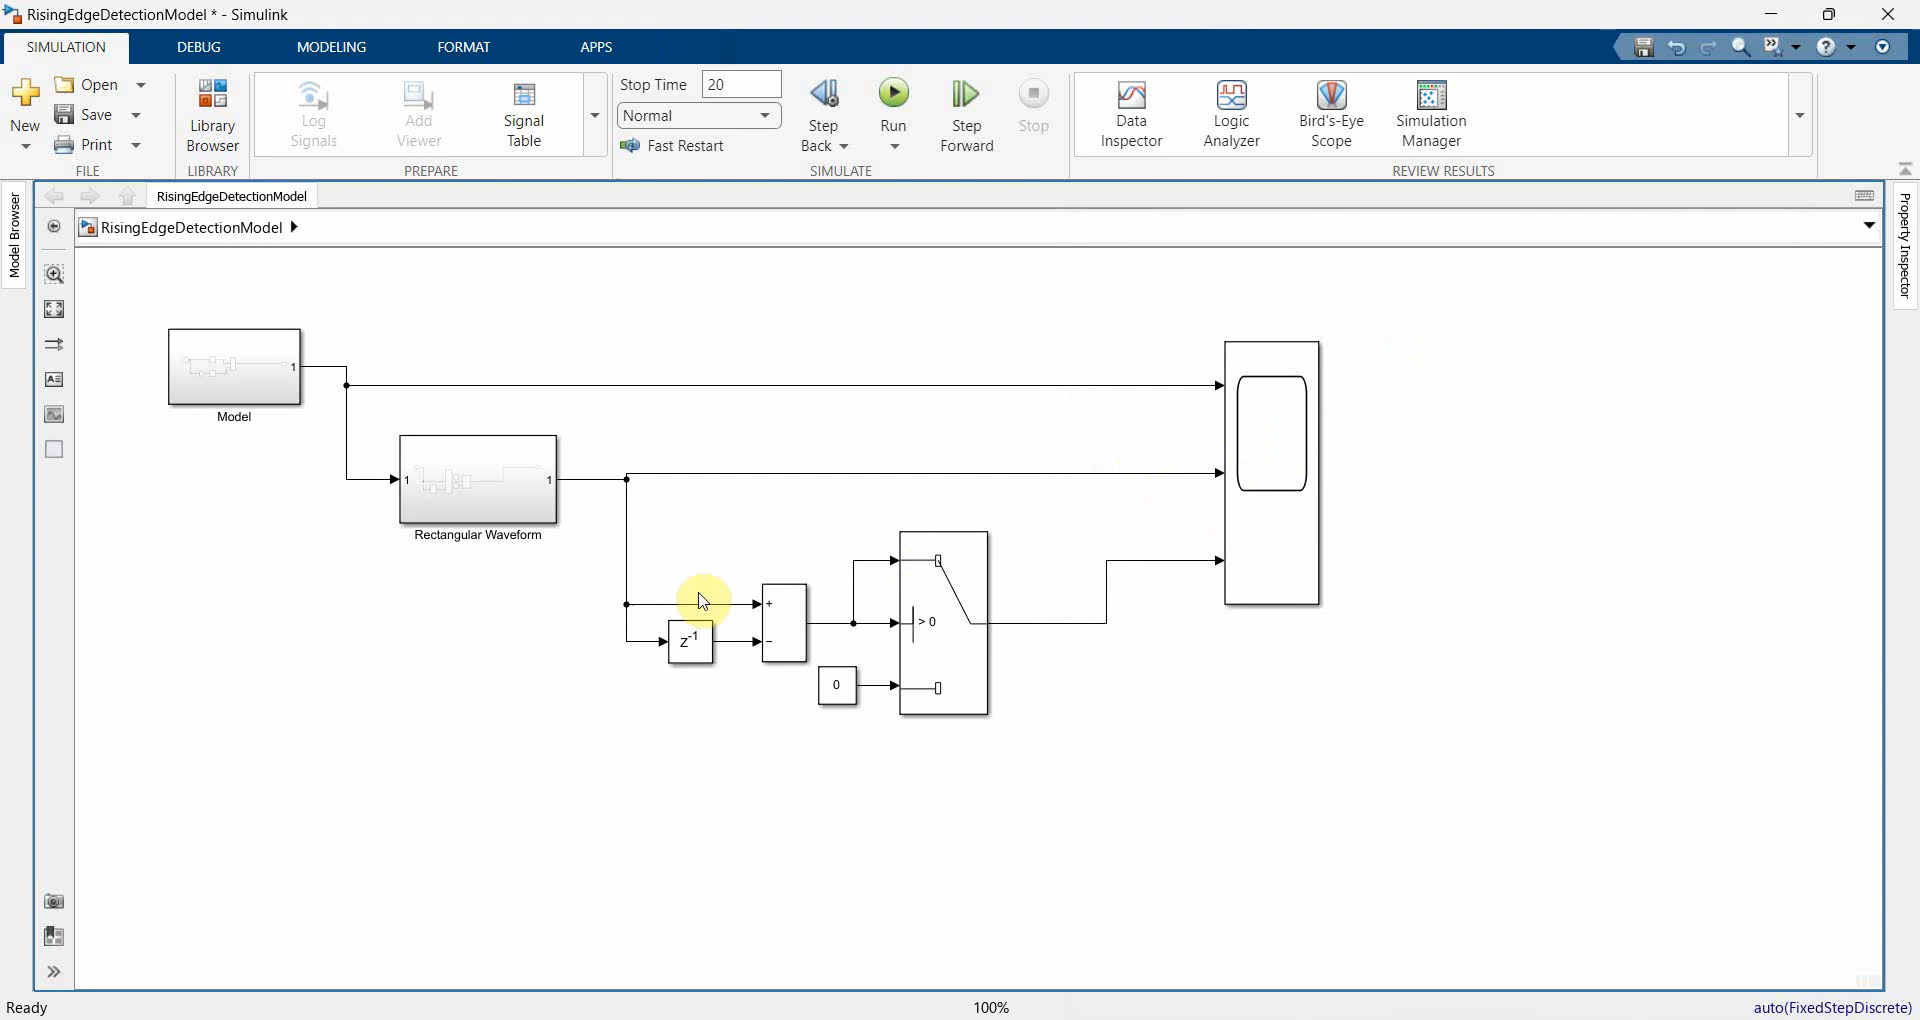 RisingEdgeDetectionModel * - Simulink
SIMULATION DEBUG MODELING FORMAT APPS
New
Open
Save
Print
FILE
Library
Browser
LIBRARY
Log
Signals
Add
Viewer
Signal
Table
PREPARE
Stop Time 20
Normal
Fast Restart
Step
Back
Run
Step
Forward
Stop
SIMULATE
Data
Inspector
Logic
Analyzer
Bird's-Eye
Scope
Simulation
Manager
REVIEW RESULTS
Model Browser
Property Inspector
RisingEdgeDetectionModel
RisingEdgeDetectionModel
1
Model
1 1
Rectangular Waveform
+
−
z-1
> 0
0
Ready 100% auto(FixedStepDiscrete)